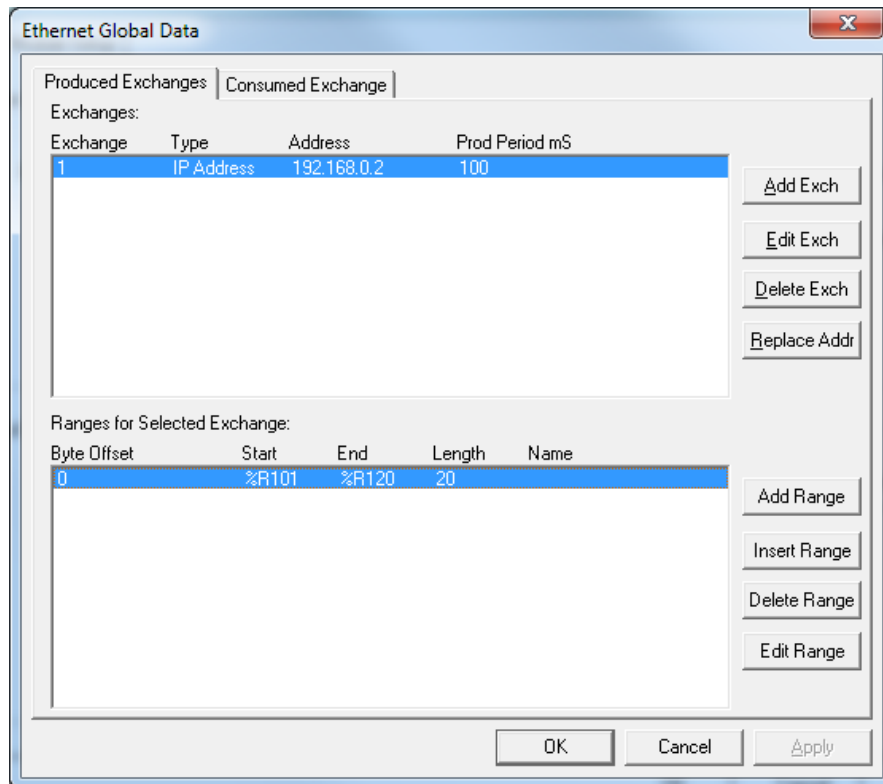 Ethernet Global Data
Produced Exchanges Consumed Exchange
Exchanges:
Exchange Type Address Prod Period mS
1 IP Address 192.168.0.2 100
Add Exch
Edit Exch
Delete Exch
Replace Addr
Ranges for Selected Exchange:
Byte Offset Start End Length Name
0 %R101 %R120 20
Add Range
Insert Range
Delete Range
Edit Range
OK Cancel Apply